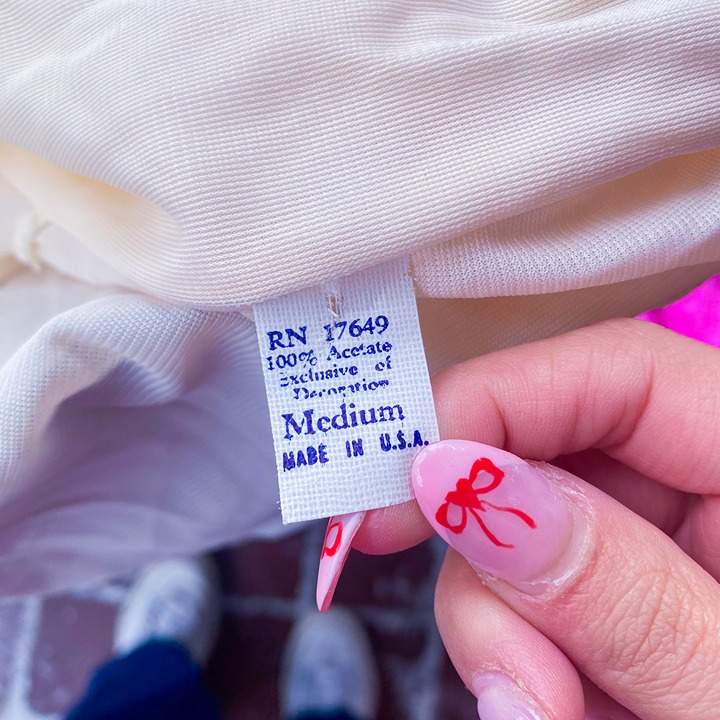 RN 17649
100% Acetate
Exclusive of
Decoration
Medium
MADE IN U.S.A.